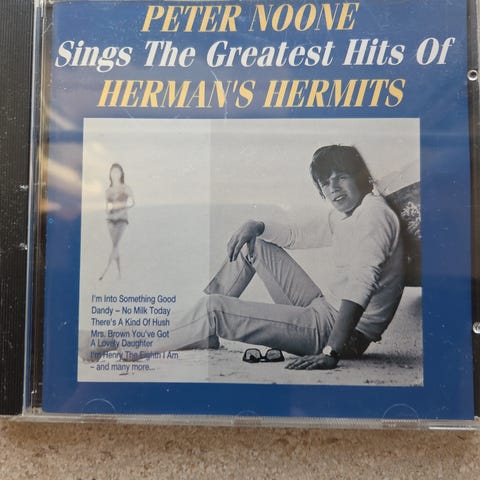 PETER NOONE
Sings The Greatest Hits Of
HERMAN'S HERMITS
I'm Into Something Good
Dandy – No Milk Today
There's A Kind Of Hush
Mrs. Brown You've Got
A Lovely Daughter
I'm Henry The Eighth I Am
– and many more...